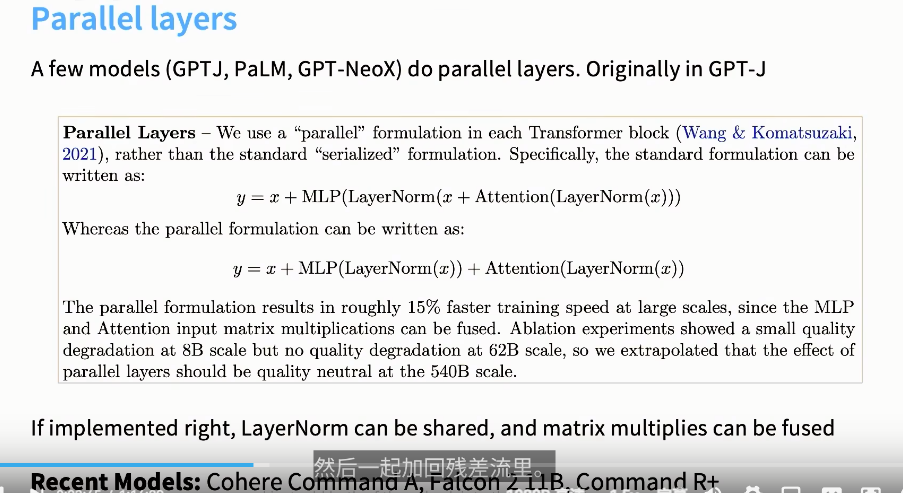 Parallel layers
A few models (GPTJ, PaLM, GPT-NeoX) do parallel layers. Originally in GPT-J
Parallel Layers – We use a “parallel” formulation in each Transformer block (Wang & Komatsuzaki,
2021), rather than the standard “serialized” formulation. Specifically, the standard formulation can be
written as:
y = x + MLP(LayerNorm(x + Attention(LayerNorm(x)))
Whereas the parallel formulation can be written as:
y = x + MLP(LayerNorm(x)) + Attention(LayerNorm(x))
The parallel formulation results in roughly 15% faster training speed at large scales, since the MLP
and Attention input matrix multiplications can be fused. Ablation experiments showed a small quality
degradation at 8B scale but no quality degradation at 62B scale, so we extrapolated that the effect of
parallel layers should be quality neutral at the 540B scale.
If implemented right, LayerNorm can be shared, and matrix multiplies can be fused
然后一起加回残差流里。
Recent Models: Cohere Command A, Falcon 2 11B, Command R+